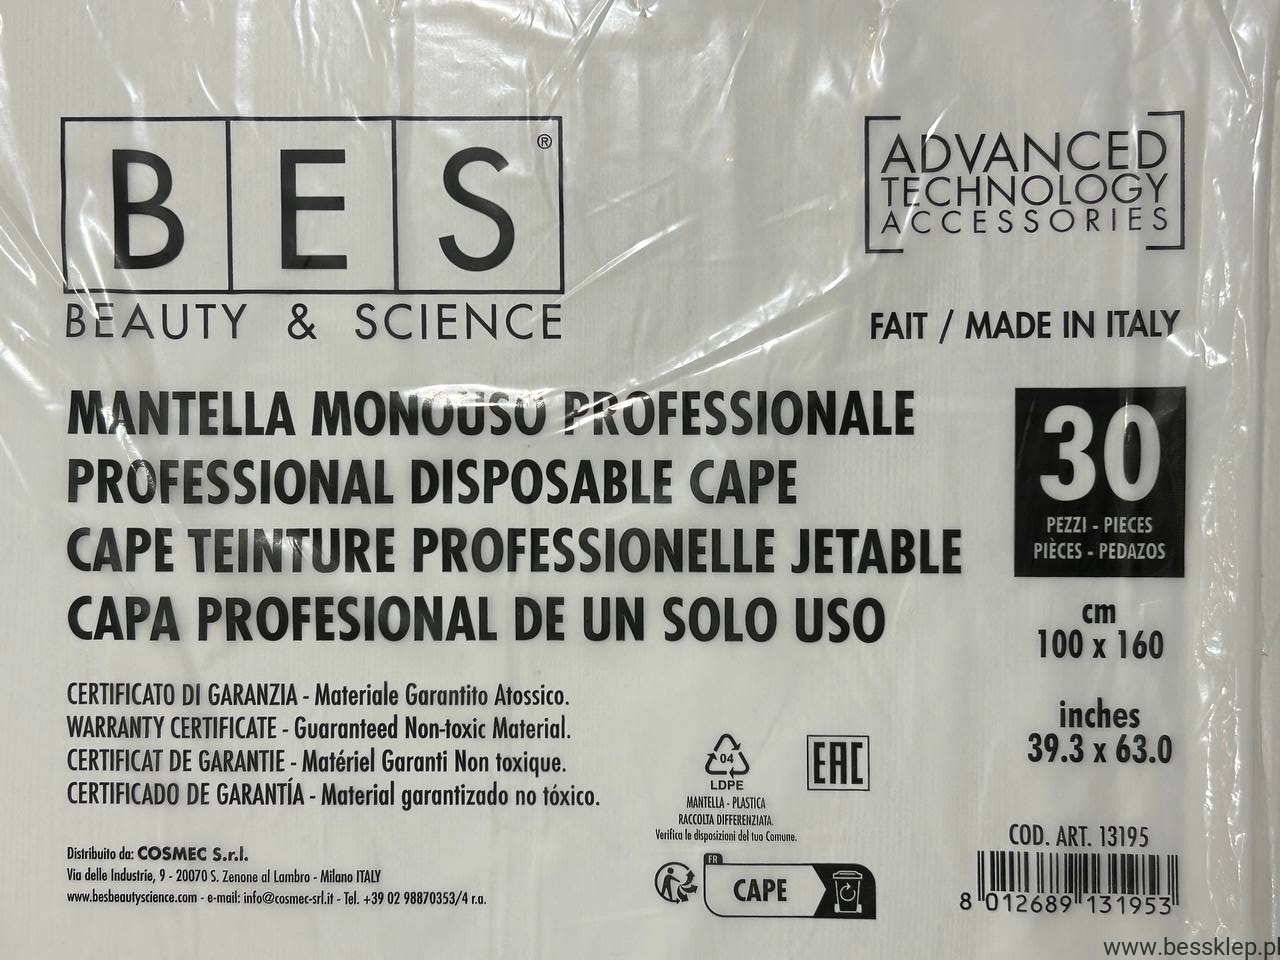 BES®
BEAUTY & SCIENCE
ADVANCED
TECHNOLOGY
ACCESSORIES
FAIT / MADE IN ITALY
MANTELLA MONOUSO PROFESSIONALE
PROFESSIONAL DISPOSABLE CAPE
CAPE TEINTURE PROFESSIONELLE JETABLE
CAPA PROFESIONAL DE UN SOLO USO
30
PEZZI - PIECES
PIÈCES - PEDAZOS
cm
100 x 160
inches
39.3 x 63.0
CERTIFICATO DI GARANZIA - Materiale Garantito Atossico.
WARRANTY CERTIFICATE - Guaranteed Non-toxic Material.
CERTIFICAT DE GARANTIE - Matériel Garanti Non toxique.
CERTIFICADO DE GARANTÍA - Material garantizado no tóxico.
04
LDPE
MANTELLA - PLASTICA
RACCOLTA DIFFERENZIATA.
Verifica le disposizioni del tuo Comune.
EAC
Distribuito da: COSMEC S.r.l.
Via delle Industrie, 9 - 20070 S. Zenone al Lambro - Milano ITALY
www.besbeautyscience.com - e-mail: info@cosmec-srl.it - Tel. +39 02 98870353/4 r.a.
FR
CAPE
COD. ART. 13195
8 012689 131953
www.bessklep.pl